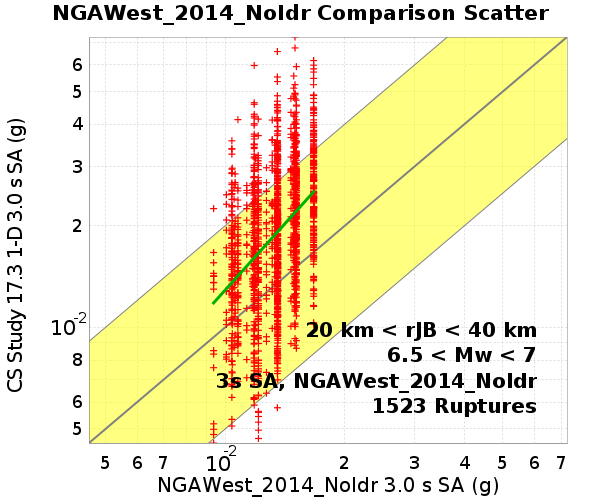 NGAWest_2014_NoIdr Comparison Scatter
CS Study 17.3 1-D 3.0 s SA (g)
6
5
4
3
2
10-2
8
6
5
20 km < rJB < 40 km
6.5 < Mw < 7
3s SA, NGAWest_2014_NoIdr
1523 Ruptures
5 6 7 10-2 2 3 4 5 6 7
NGAWest_2014_NoIdr 3.0 s SA (g)